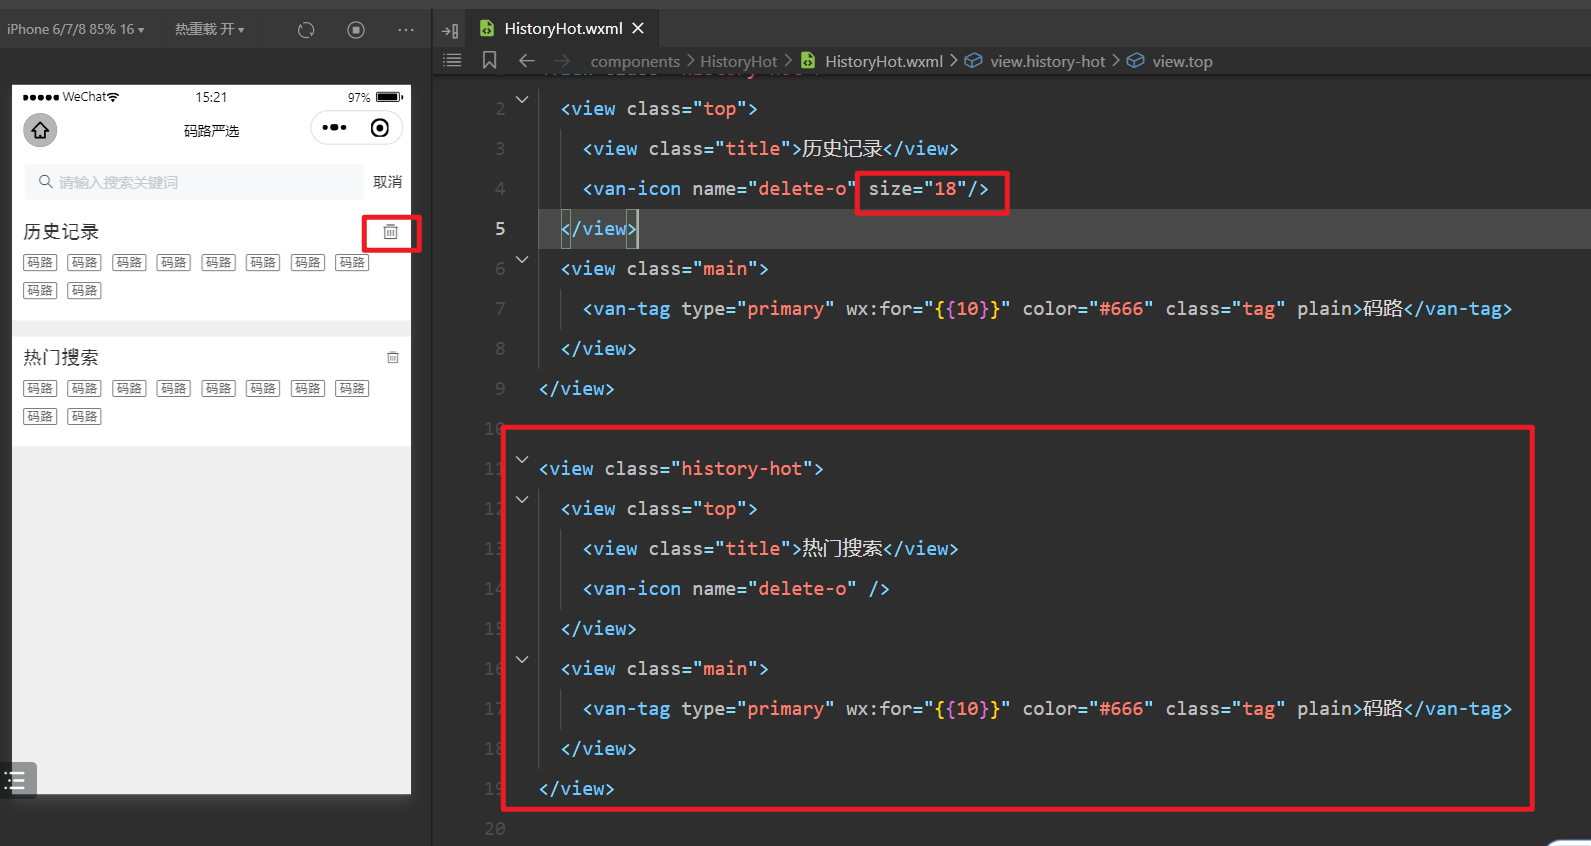 iPhone 6/7/8 85% 16
热重载 开
HistoryHot.wxml
components
HistoryHot
HistoryHot.wxml
view.history-hot
view.top
WeChat
15:21
97%
码路严选
请输入搜索关键词
取消
历史记录
码路 码路 码路 码路 码路 码路 码路 码路
码路 码路
热门搜索
码路 码路 码路 码路 码路 码路 码路 码路
码路 码路
2 <view class="top">
3 <view class="title">历史记录</view>
4 <van-icon name="delete-o" size="18"/>
5 </view>
6 <view class="main">
7 <van-tag type="primary" wx:for="{{10}}" color="#666" class="tag" plain>码路</van-tag>
8 </view>
9 </view>
10
11 <view class="history-hot">
12 <view class="top">
13 <view class="title">热门搜索</view>
14 <van-icon name="delete-o" />
15 </view>
16 <view class="main">
17 <van-tag type="primary" wx:for="{{10}}" color="#666" class="tag" plain>码路</van-tag>
18 </view>
19 </view>
20